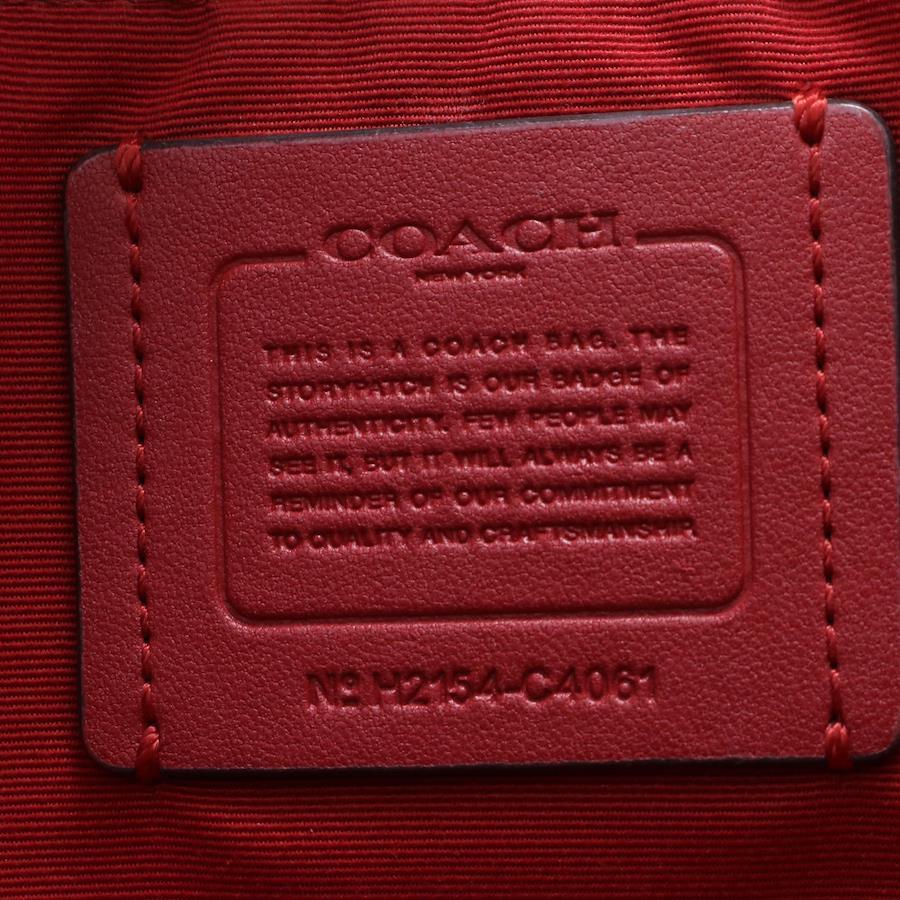 COACH
NEW YORK
THIS IS A COACH BAG. THE
STORYPATCH IS OUR BADGE OF
AUTHENTICITY. FEW PEOPLE MAY
SEE IT, BUT IT WILL ALWAYS BE A
REMINDER OF OUR COMMITMENT
TO QUALITY AND CRAFTSMANSHIP.
Nº H2154-C4061